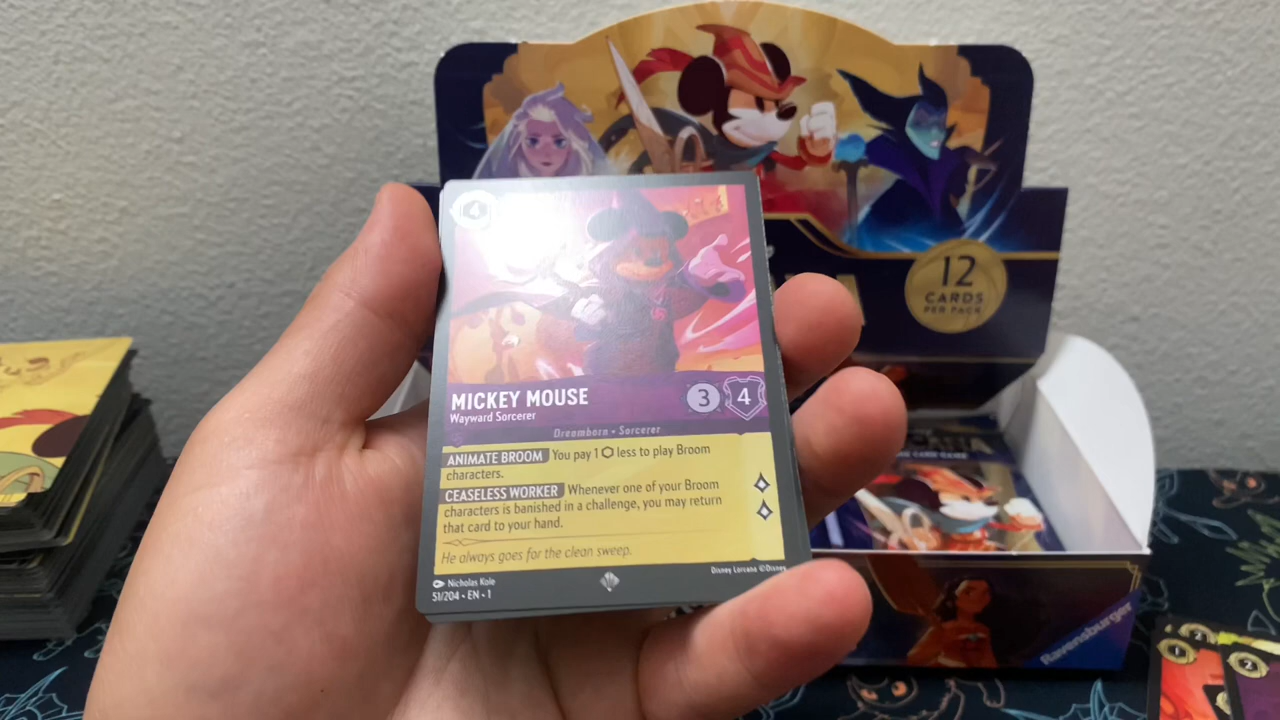 12
CARDS
PER PACK
4
MICKEY MOUSE
Wayward Sorcerer
3 4
Dreamborn • Sorcerer
ANIMATE BROOM You pay 1 less to play Broom
characters.
CEASELESS WORKER Whenever one of your Broom
characters is banished in a challenge, you may return
that card to your hand.
He always goes for the clean sweep.
Nicholas Kole
Disney Lorcana ©Disney
51/204 • EN • 1
Ravensburger
2
2